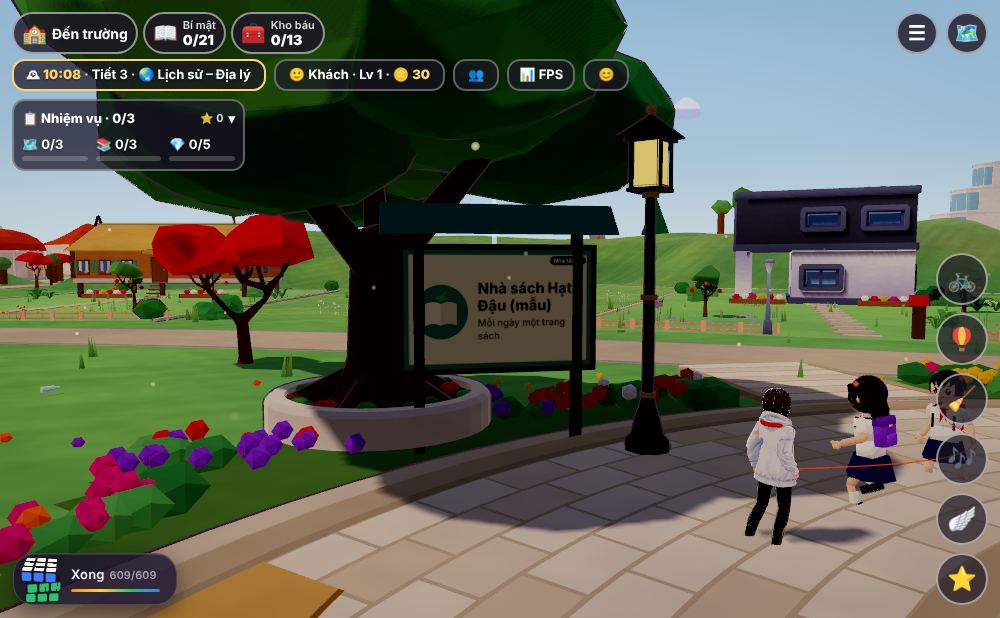 Đến trường
Bí mật
0/21
Kho báu
0/13
10:08 · Tiết 3 · Lịch sử – Địa lý
Khách · Lv 1 · 30
FPS
Nhiệm vụ · 0/3
0
0/3
0/3
0/5
Nhà sách Hạt
Đậu (mẫu)
Mỗi ngày một trang
sách
Xong 609/609